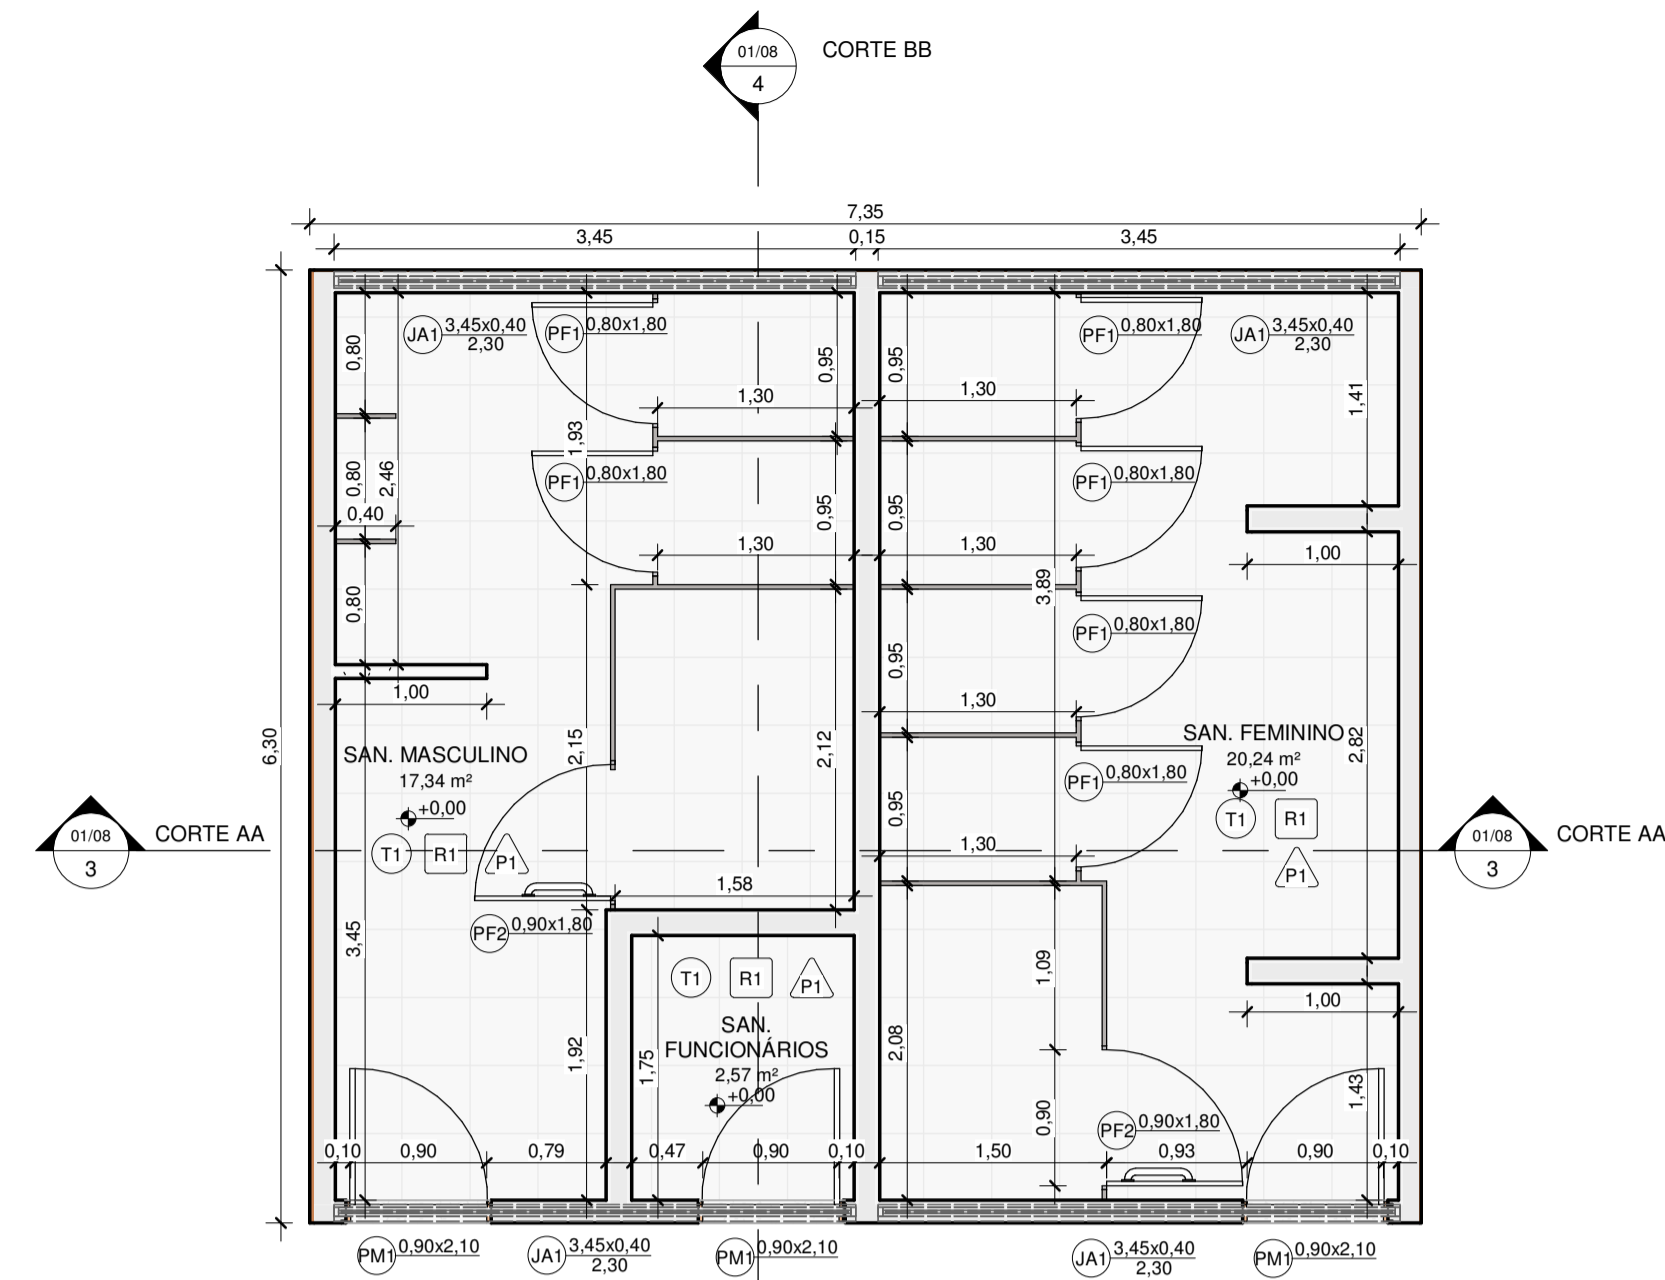 01/08
4
CORTE BB
7,35
3,45
0,15
3,45
JA1
3,45x0,40
2,30
PF1
0,80x1,80
PF1
0,80x1,80
JA1
3,45x0,40
2,30
0,80
0,95
0,95
1,30
1,30
1,41
1,93
PF1
0,80x1,80
PF1
0,80x1,80
0,80
2,46
0,40
0,95
0,95
1,30
1,30
1,00
3,89
0,80
PF1
0,80x1,80
0,95
1,00
1,30
6,30
SAN. MASCULINO
17,34 m²
+0,00
2,15
2,12
SAN. FEMININO
20,24 m²
+0,00
2,82
PF1
0,80x1,80
01/08
3
CORTE AA
T1
R1
P1
0,95
1,30
T1
R1
P1
01/08
3
CORTE AA
1,58
PF2
0,90x1,80
3,45
T1
R1
P1
1,09
1,00
SAN.
FUNCIONÁRIOS
2,57 m²
+0,00
1,92
1,75
2,08
0,90
1,43
PF2
0,90x1,80
0,10
0,90
0,79
0,47
0,90
0,10
1,50
0,93
0,90
0,10
PM1
0,90x2,10
JA1
3,45x0,40
2,30
PM1
0,90x2,10
JA1
3,45x0,40
2,30
PM1
0,90x2,10